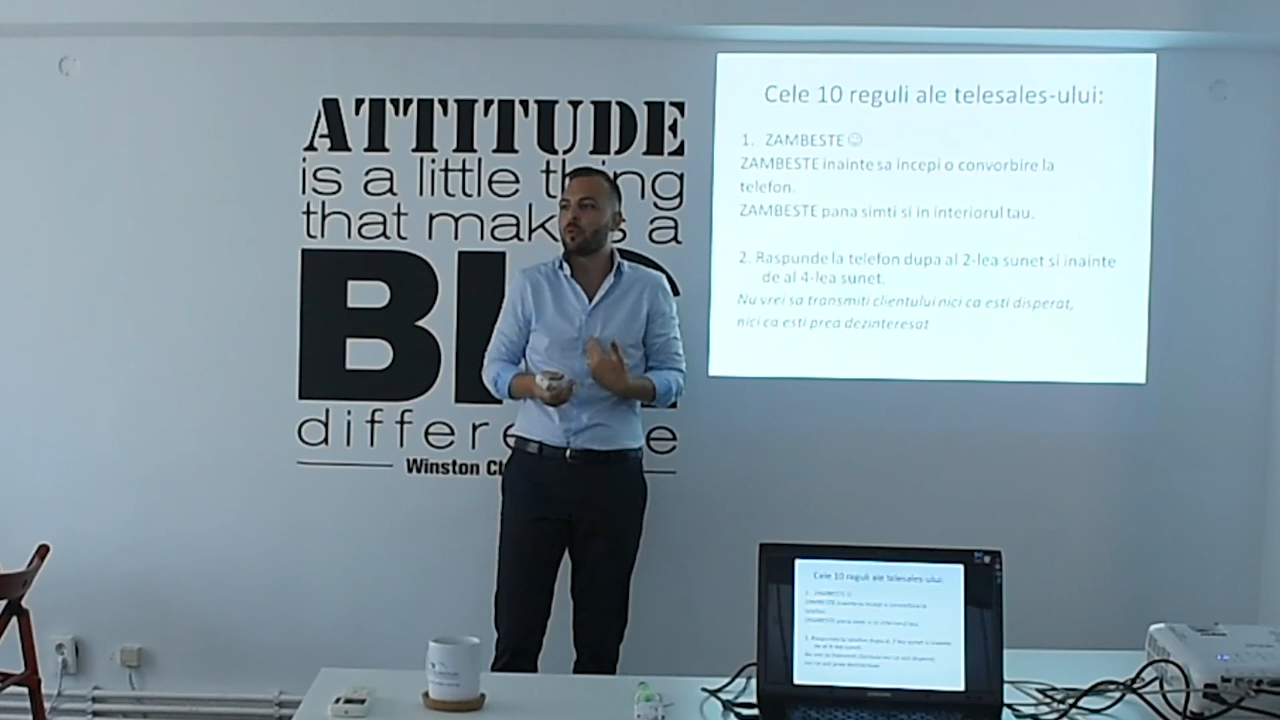 ATTITUDE
is a little thing
that makes a
B
differe e
Winston
Cele 10 reguli ale telesales-ului:
1. ZAMBESTE ☺
ZAMBESTE inainte sa incepi o convorbire la
telefon.
ZAMBESTE pana simti si in interiorul tau.
2. Raspunde la telefon dupa al 2-lea sunet si inainte
de al 4-lea sunet.
Nu vrei sa transmiti clientului nici ca esti disperat,
nici ca esti prea dezinteresat
Cele 10 reguli ale telesales-ului: